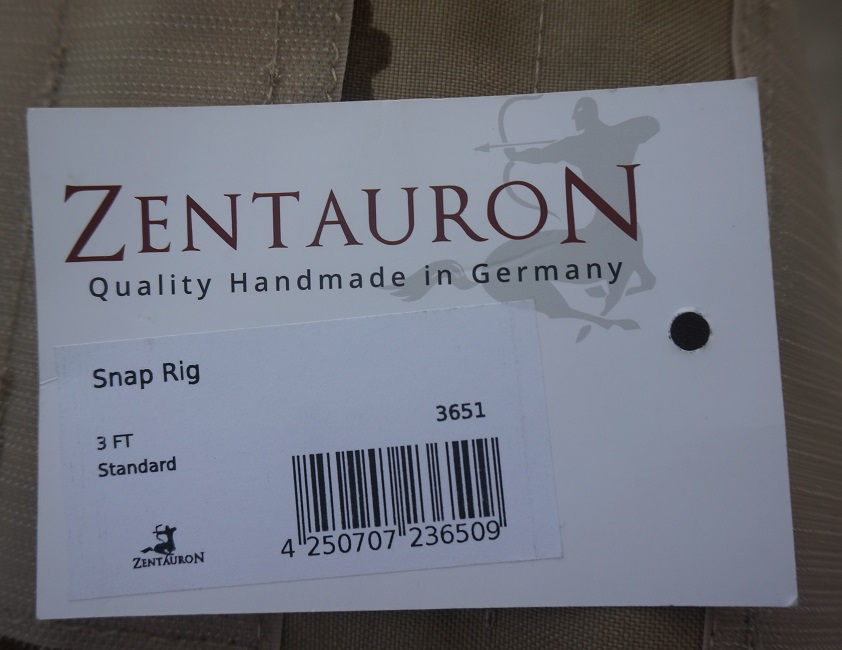 ZENTAURON
Quality Handmade in Germany
Snap Rig
3651
3 FT
Standard
ZENTAURON
4 250707 236509